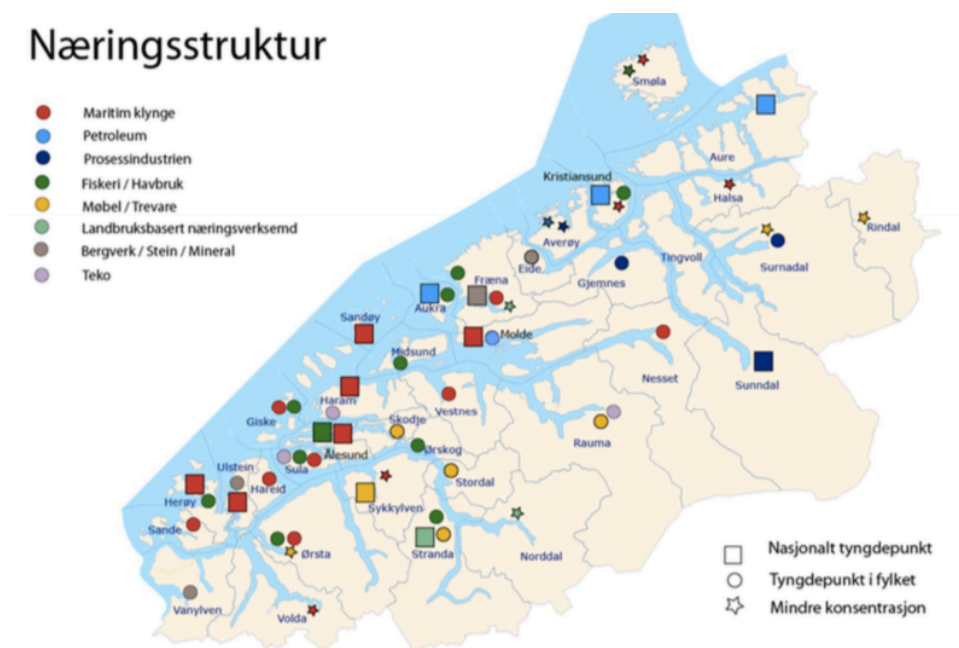 Næringsstruktur
Maritim klynge
Petroleum
Prosessindustrien
Fiskeri / Havbruk
Møbel / Trevare
Landbruksbasert næringsverksemd
Bergverk / Stein / Mineral
Teko
Smøla
Aure
Kristiansund
Halsa
Rindal
Averøy
Tingvoll
Surnadal
Eide
Gjemnes
Fræna
Aukra
Sandøy
Molde
Midsund
Nesset
Sunndal
Haram
Vestnes
Giske
Skodje
Rauma
Ålesund
Ørskog
Sula
Ulstein
Stordal
Hareid
Herøy
Sykkylven
Sande
Stranda
Norddal
Ørsta
Vanylven
Volda
Nasjonalt tyngdepunkt
Tyngdepunkt i fylket
Mindre konsentrasjon